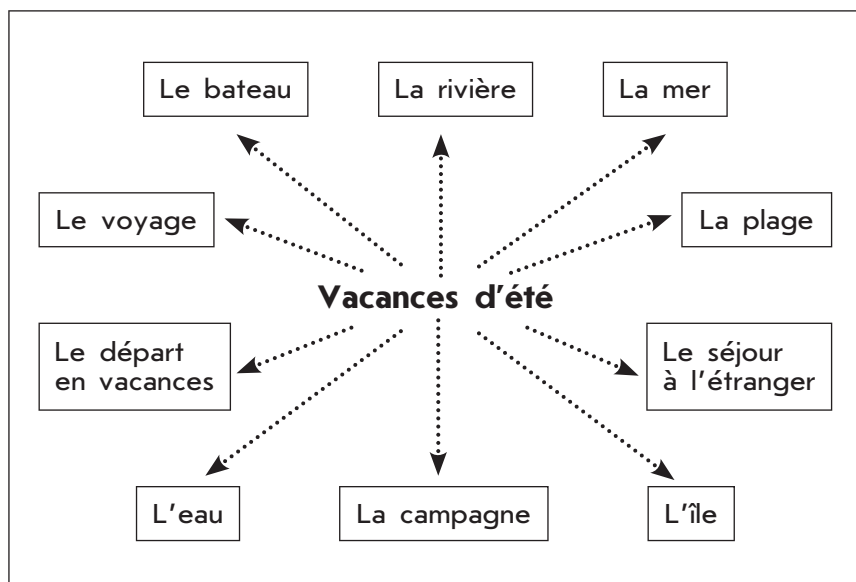 Le bateau
La rivière
La mer
Le voyage
La plage
Vacances d'été
Le départ
en vacances
Le séjour
à l'étranger
L'eau
La campagne
L'île